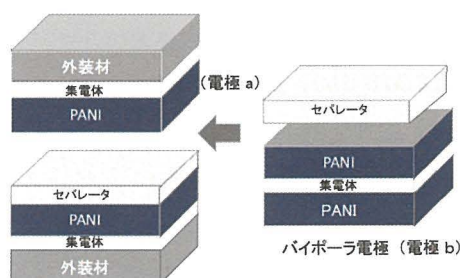 外装材
集電体
PANI
(電極 a)
セパレータ
PANI
集電体
外装材
セパレータ
PANI
集電体
PANI
バイポーラ電極（電極 b）